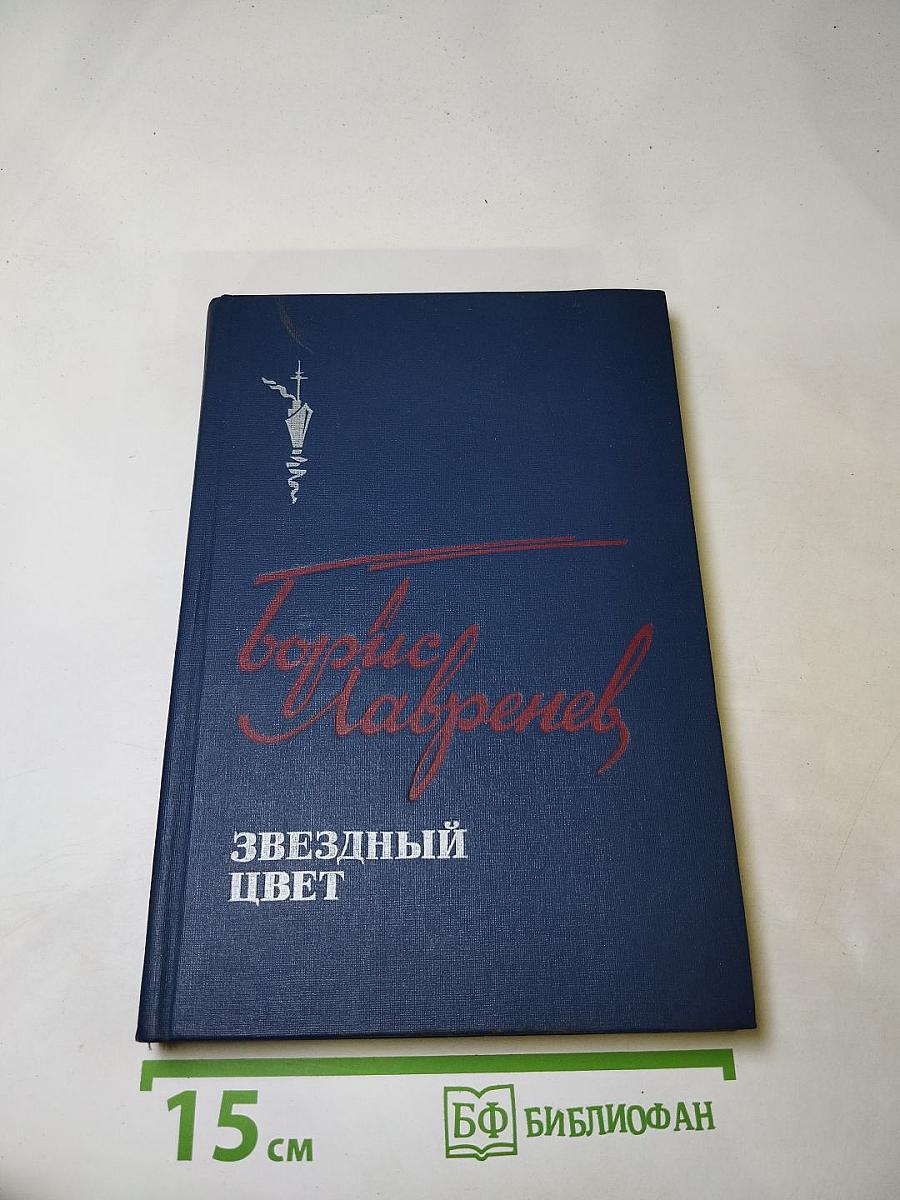 Борис
Лавренев
ЗВЕЗДНЫЙ
ЦВЕТ
15 см
БФ БИБЛИОФАН